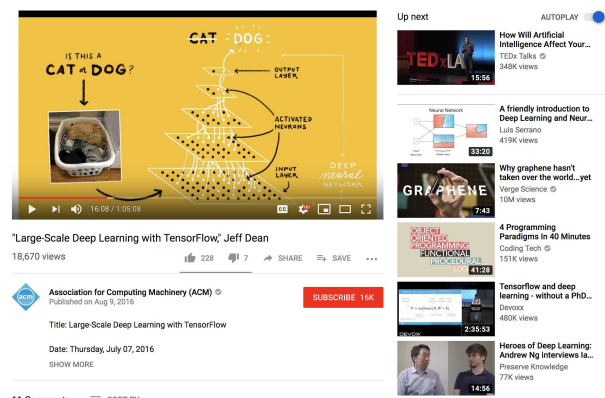 IS THIS A
CAT or DOG?
CAT DOG
OUTPUT
LAYER
ACTIVATED
NEURONS
INPUT
LAYER
DEEP
neural
NETWORK
16:08 / 1:05:08
CC
"Large-Scale Deep Learning with TensorFlow," Jeff Dean
18,670 views
228
7
SHARE
SAVE
acm
Association for Computing Machinery (ACM)
Published on Aug 9, 2016
SUBSCRIBE 16K
Title: Large-Scale Deep Learning with TensorFlow
Date: Thursday, July 07, 2016
SHOW MORE
Up next
AUTOPLAY
TEDxLA
15:56
How Will Artificial
Intelligence Affect Your...
TEDx Talks
348K views
Neural Network
33:20
A friendly introduction to
Deep Learning and Neur...
Luis Serrano
419K views
GRAPHENE
7:43
Why graphene hasn't
taken over the world...yet
Verge Science
10M views
OBJECT
ORIENTED
PROGRAMMING
FUNCTIONAL
PROCEDURAL
41:28
4 Programming
Paradigms In 40 Minutes
Coding Tech
151K views
DEVOXX
2:35:53
Tensorflow and deep
learning - without a PhD...
Devoxx
480K views
14:56
Heroes of Deep Learning:
Andrew Ng interviews la...
Preserve Knowledge
77K views